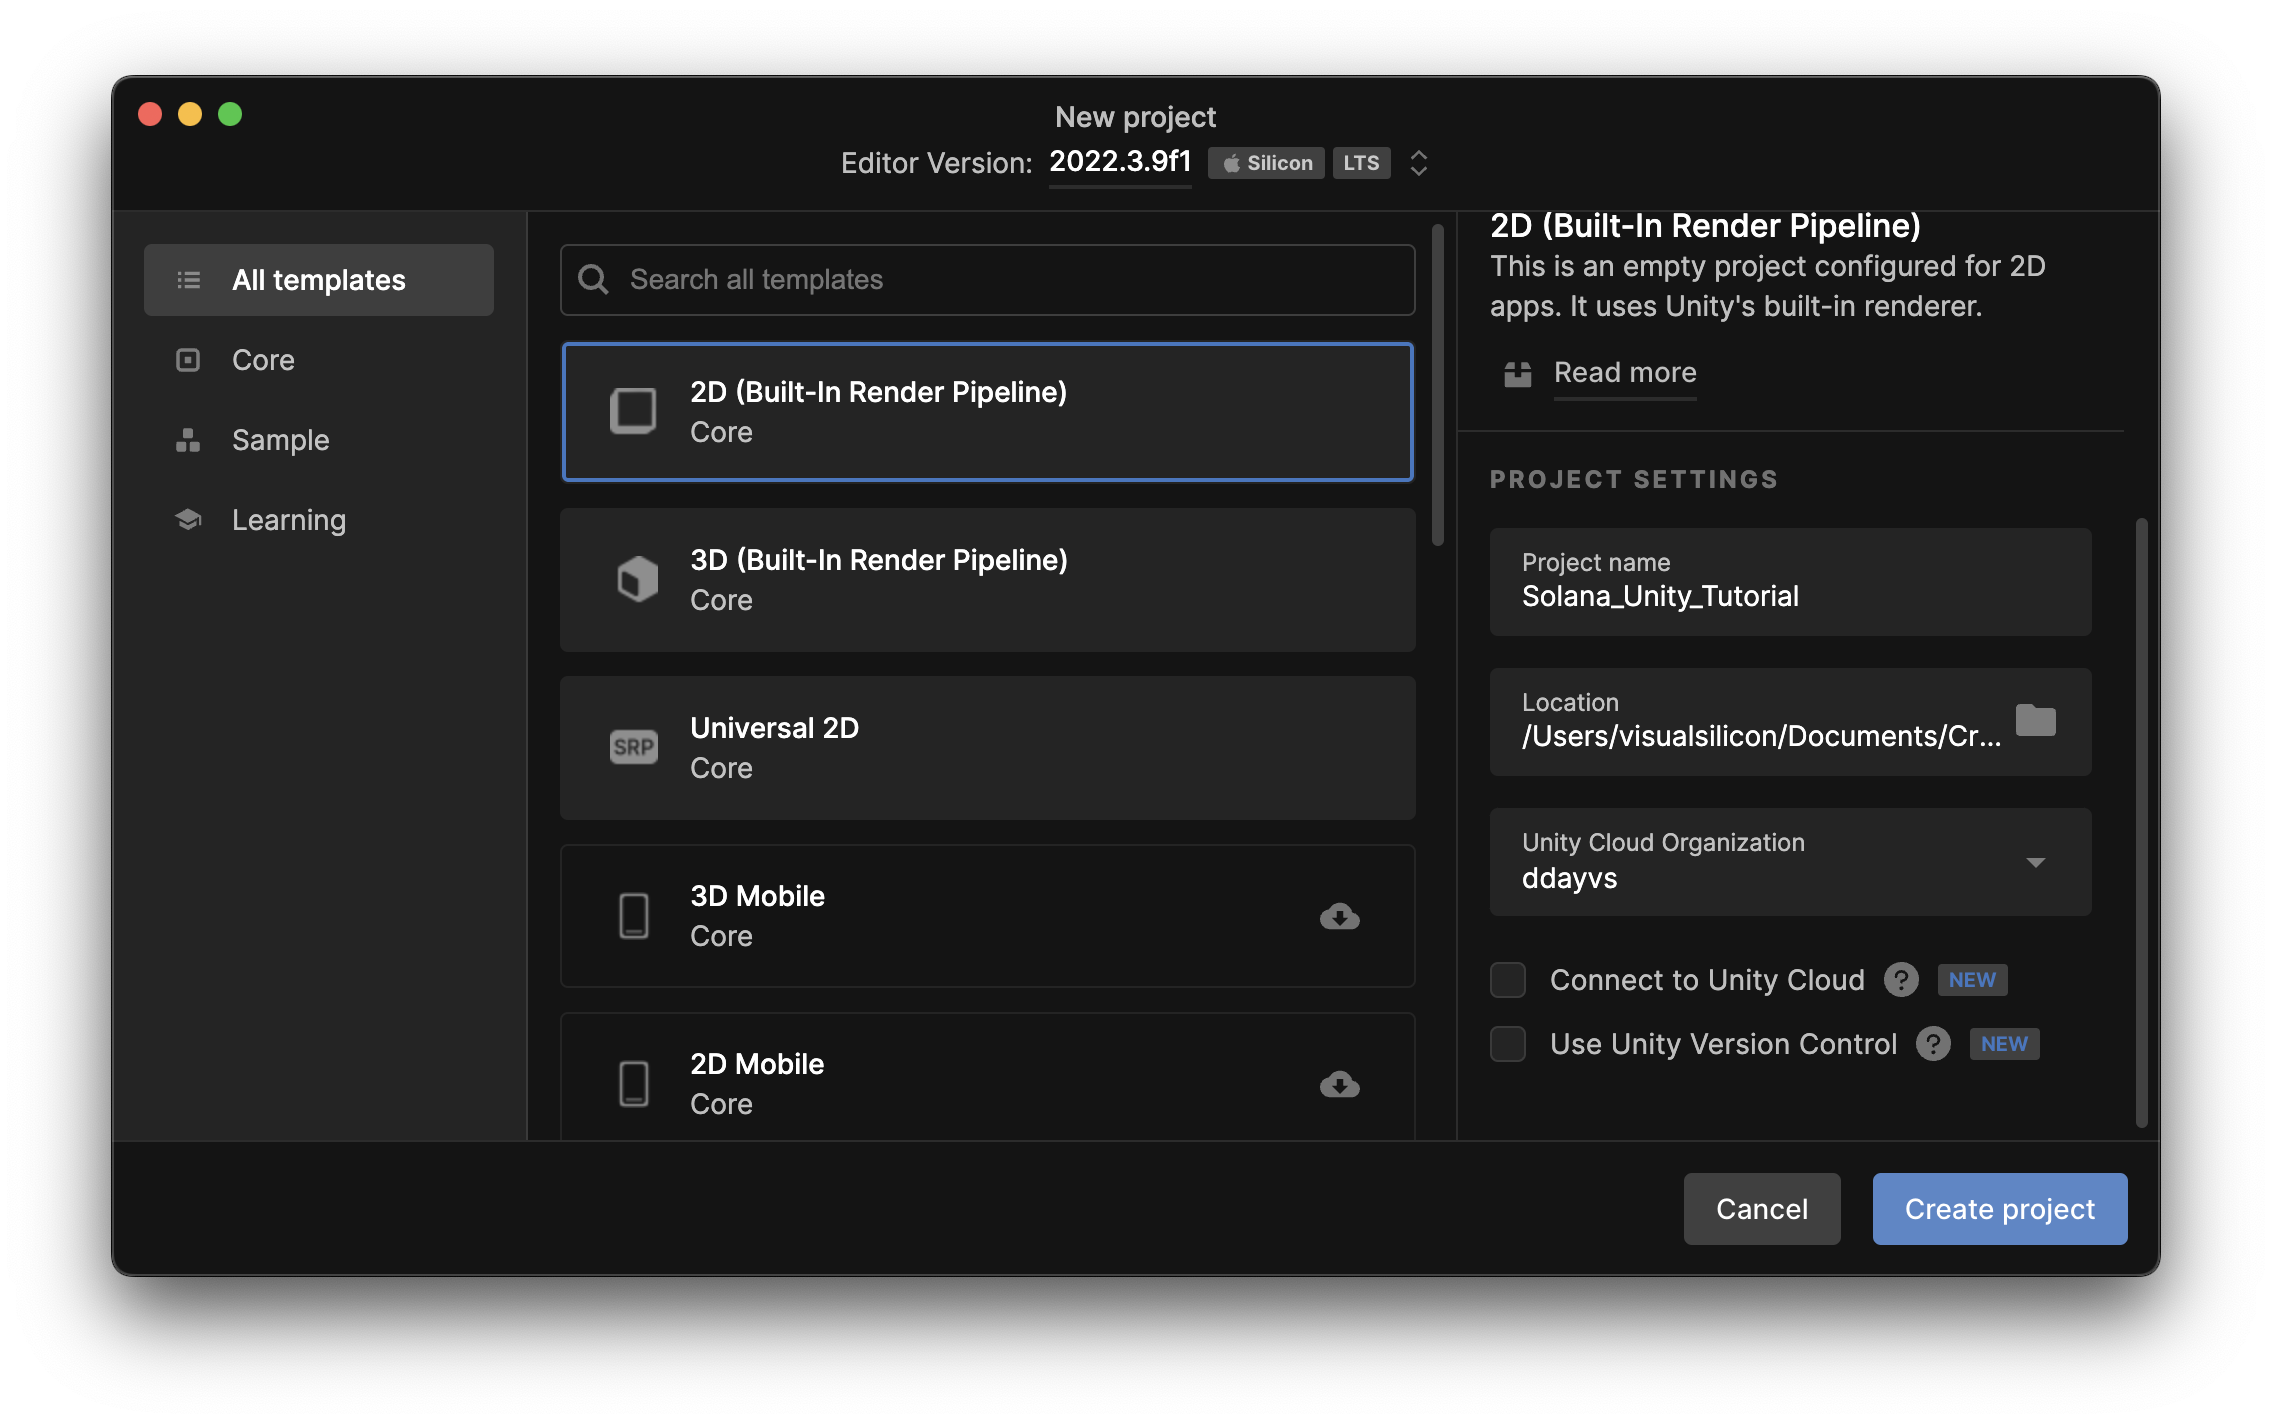 New project
Editor Version: 2022.3.9f1 Silicon LTS
All templates
Core
Sample
Learning
Search all templates
2D (Built-In Render Pipeline)
Core
3D (Built-In Render Pipeline)
Core
SRP
Universal 2D
Core
3D Mobile
Core
2D Mobile
Core
2D (Built-In Render Pipeline)
This is an empty project configured for 2D
apps. It uses Unity's built-in renderer.
Read more
PROJECT SETTINGS
Project name
Solana_Unity_Tutorial
Location
/Users/visualsilicon/Documents/Cr...
Unity Cloud Organization
ddayvs
Connect to Unity Cloud ? NEW
Use Unity Version Control ? NEW
Cancel
Create project